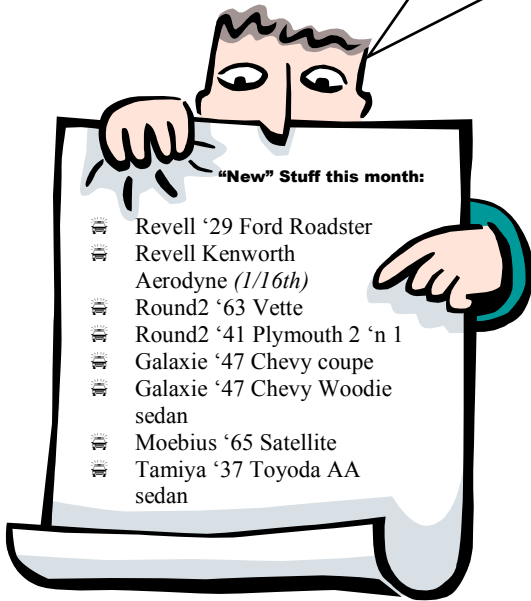 “New” Stuff this month:
Revell ‘29 Ford Roadster
Revell Kenworth
Aerodyne (1/16th)
Round2 ‘63 Vette
Round2 ‘41 Plymouth 2 ‘n 1
Galaxie ‘47 Chevy coupe
Galaxie ‘47 Chevy Woodie
sedan
Moebius ‘65 Satellite
Tamiya ‘37 Toyoda AA
sedan